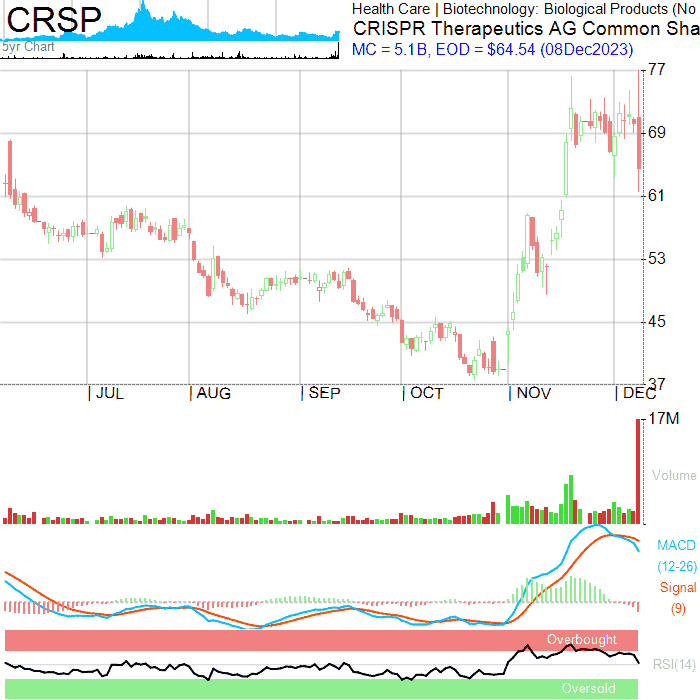 CRSP
5yr Chart
Health Care | Biotechnology: Biological Products (No
CRISPR Therapeutics AG Common Sha
MC = 5.1B, EOD = $64.54 (08Dec2023)
77
69
61
53
45
37
JUL
AUG
SEP
OCT
NOV
DEC
17M
Volume
MACD
(12-26)
Signal
(9)
Overbought
RSI(14)
Oversold